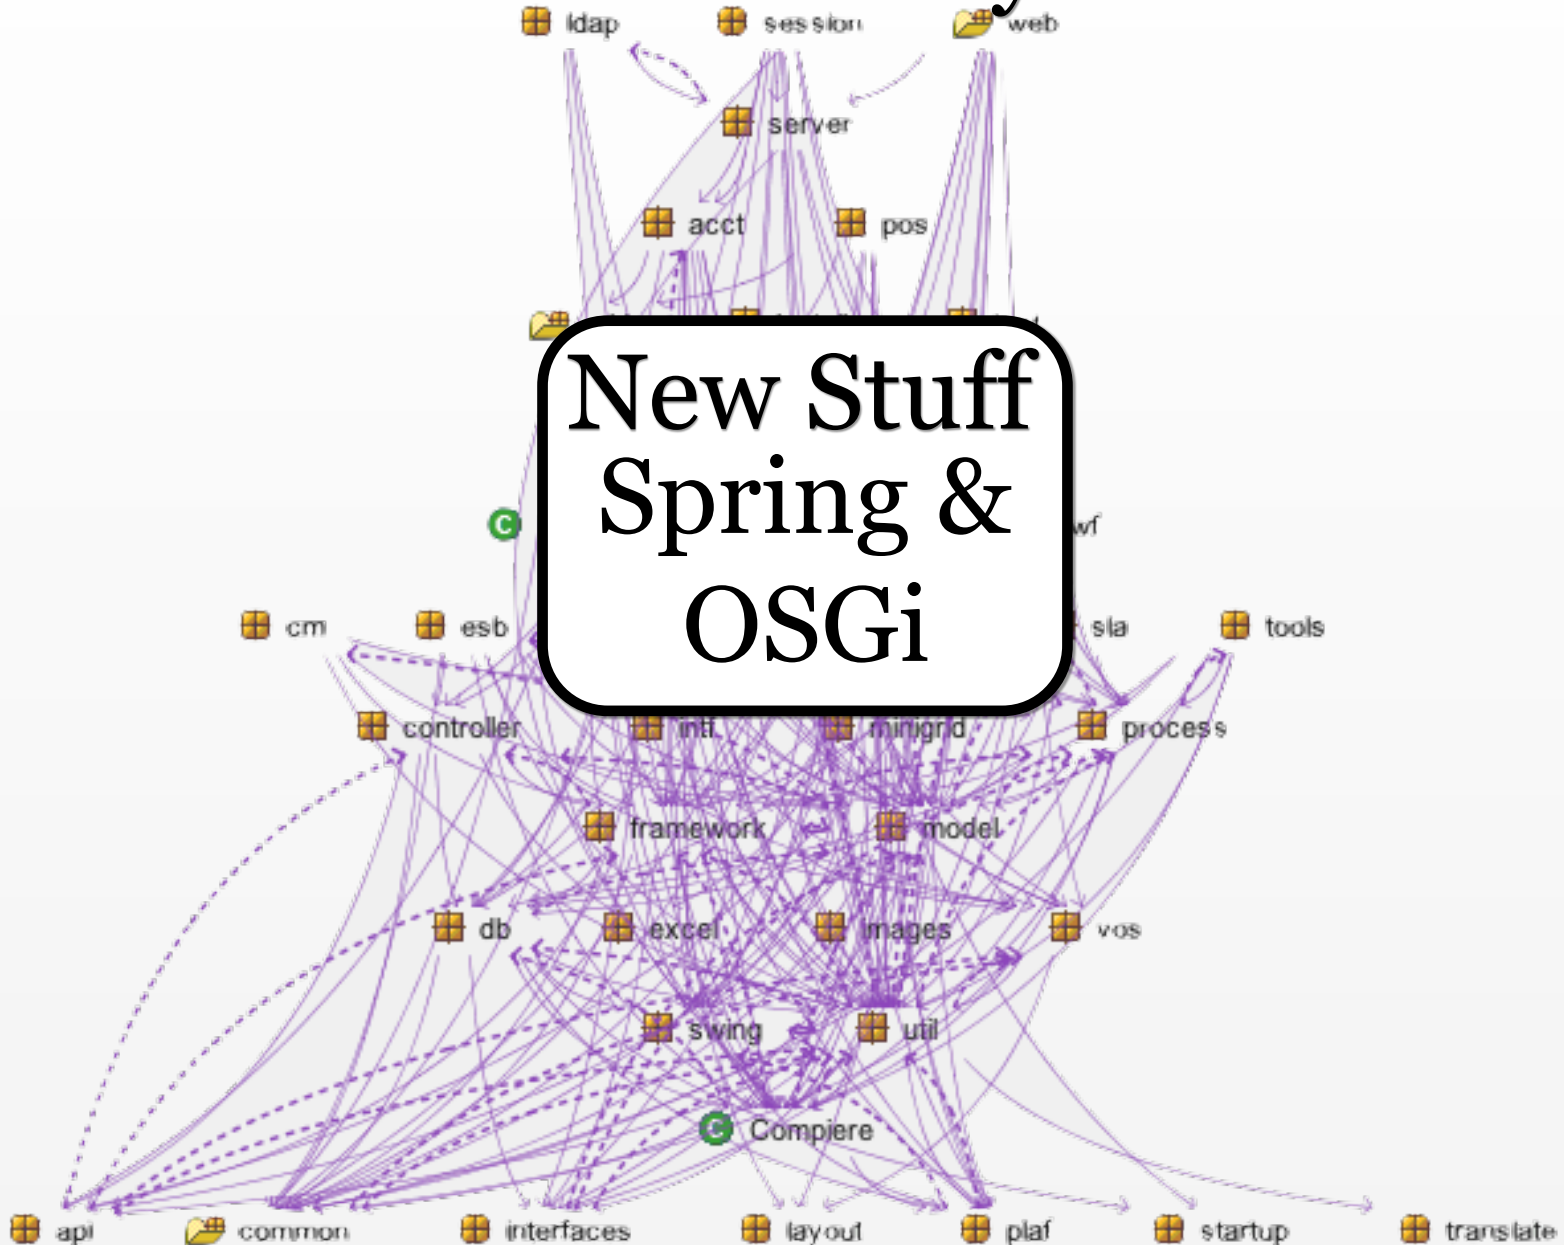 ldap session web
server
acct pos
New Stuff
Spring &
OSGi
wf
cm esb sla tools
controller intf minigrid process
framework model
db excel images vos
swing util
Compiere
api common interfaces layout plaf startup translate